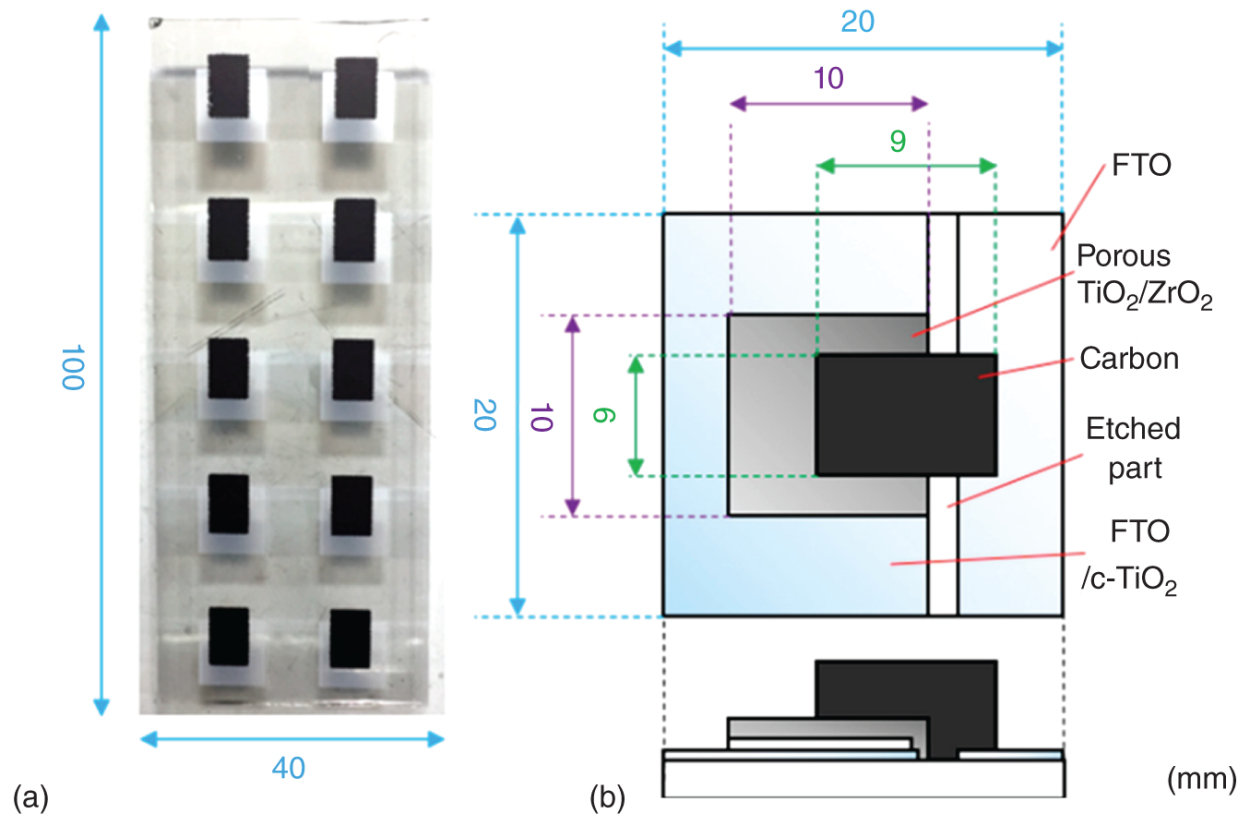 100
40
(a)
20
10
9
20
10
6
FTO
Porous
TiO₂/ZrO₂
Carbon
Etched
part
FTO
/c-TiO₂
(b)
(mm)